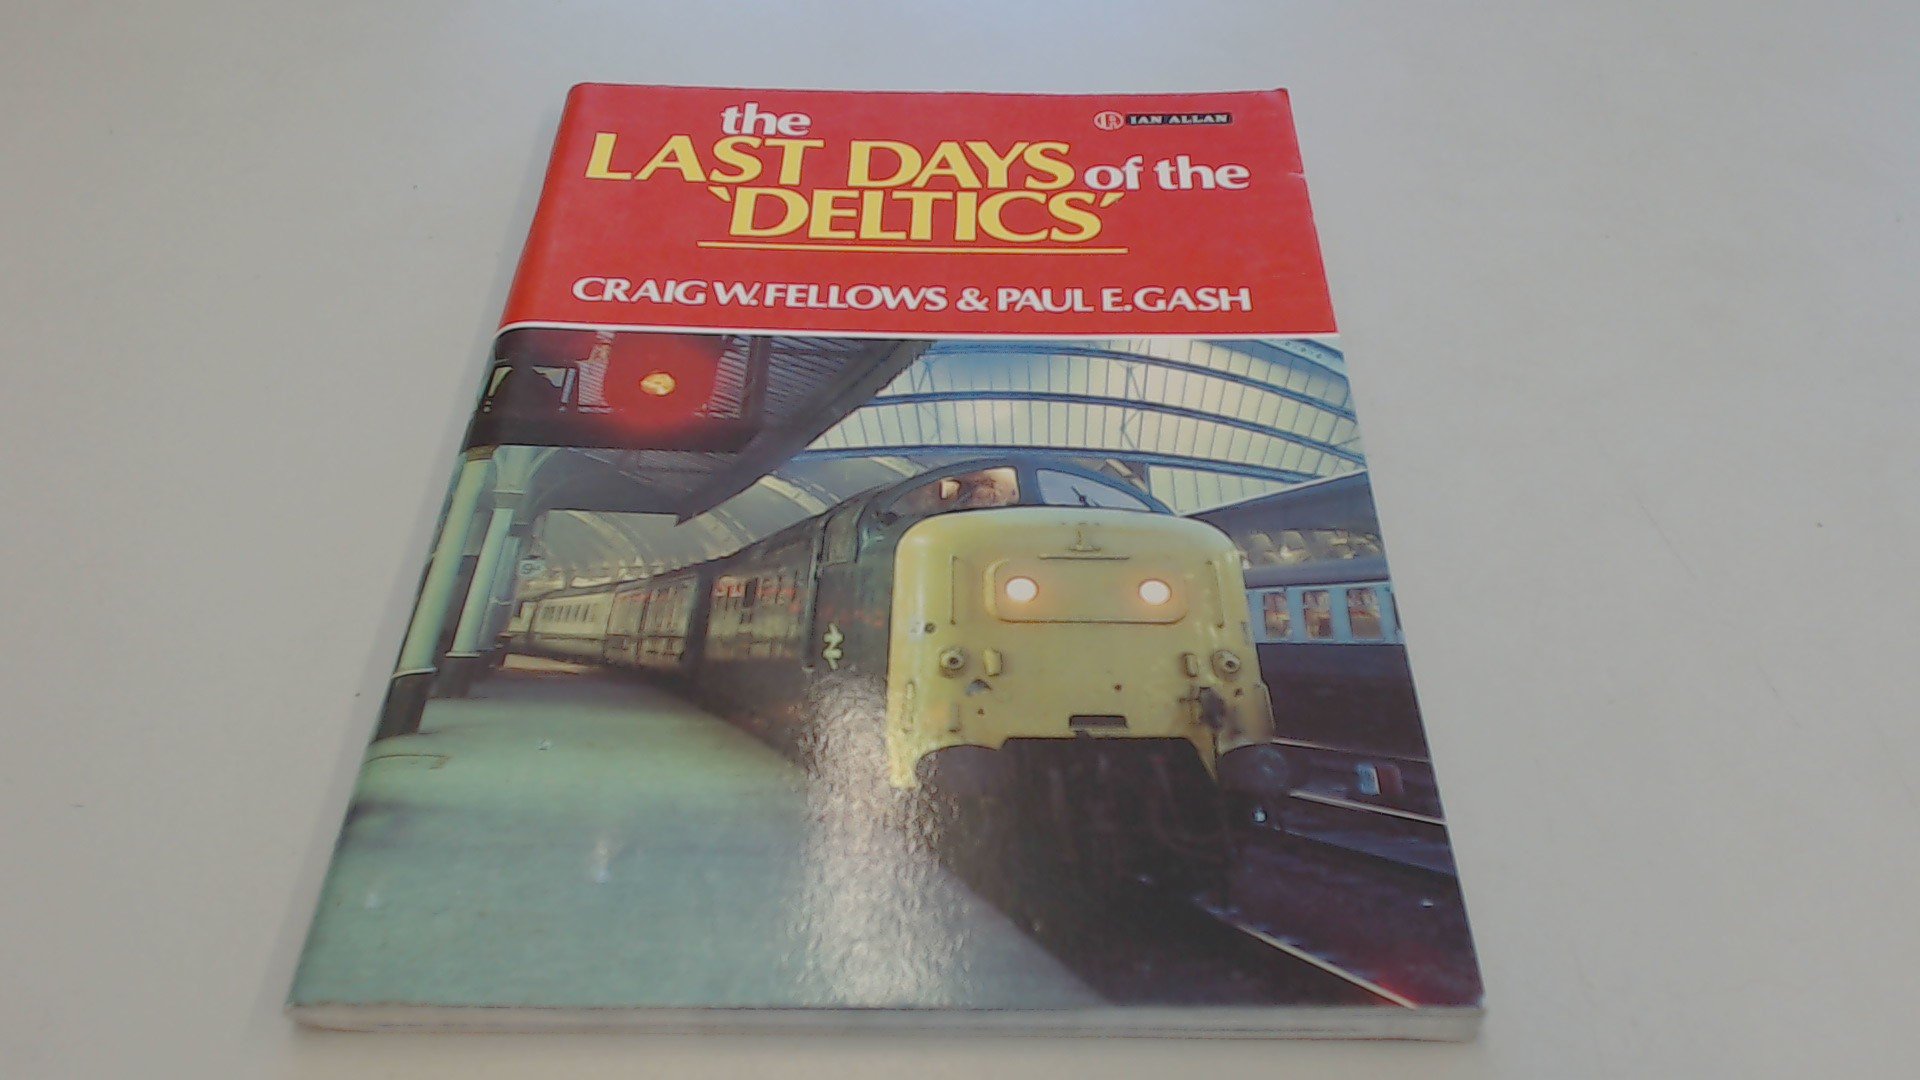 the
IAN ALLAN
LAST DAYS of the
'DELTICS'
CRAIG W. FELLOWS & PAUL E. GASH